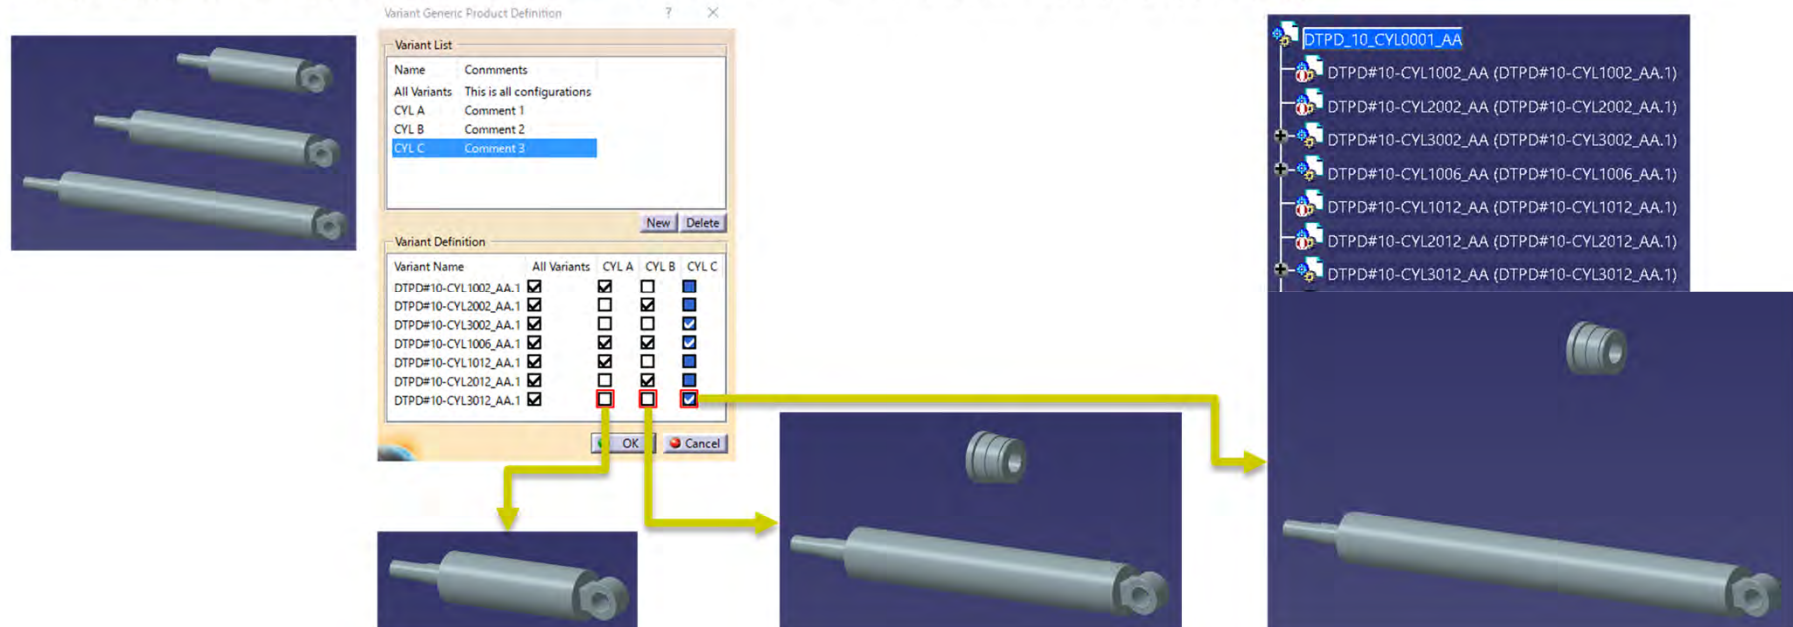 Variant Generic Product Definition ? ×
Variant List
Name Conmments
All Variants This is all configurations
CYL A Comment 1
CYL B Comment 2
CYL C Comment 3
New Delete
Variant Definition
Variant Name All Variants CYL A CYL B CYL C
DTPD#10-CYL1002_AA.1
DTPD#10-CYL2002_AA.1
DTPD#10-CYL3002_AA.1
DTPD#10-CYL1006_AA.1
DTPD#10-CYL1012_AA.1
DTPD#10-CYL2012_AA.1
DTPD#10-CYL3012_AA.1
OK Cancel
DTPD_10_CYL0001_AA
DTPD#10-CYL1002_AA (DTPD#10-CYL1002_AA.1)
DTPD#10-CYL2002_AA (DTPD#10-CYL2002_AA.1)
DTPD#10-CYL3002_AA (DTPD#10-CYL3002_AA.1)
DTPD#10-CYL1006_AA (DTPD#10-CYL1006_AA.1)
DTPD#10-CYL1012_AA (DTPD#10-CYL1012_AA.1)
DTPD#10-CYL2012_AA (DTPD#10-CYL2012_AA.1)
DTPD#10-CYL3012_AA (DTPD#10-CYL3012_AA.1)